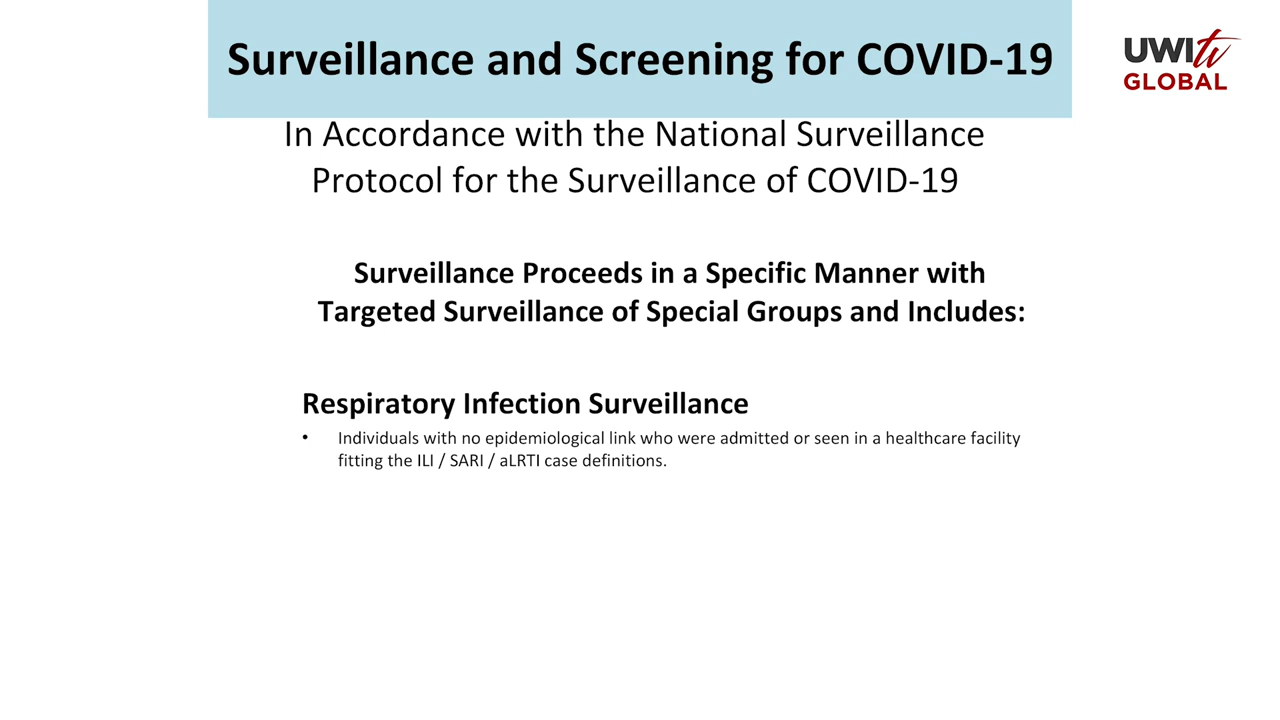 Surveillance and Screening for COVID-19
UWI tv
GLOBAL
In Accordance with the National Surveillance
Protocol for the Surveillance of COVID-19
Surveillance Proceeds in a Specific Manner with
Targeted Surveillance of Special Groups and Includes:
Respiratory Infection Surveillance
• Individuals with no epidemiological link who were admitted or seen in a healthcare facility
fitting the ILI / SARI / aLRTI case definitions.